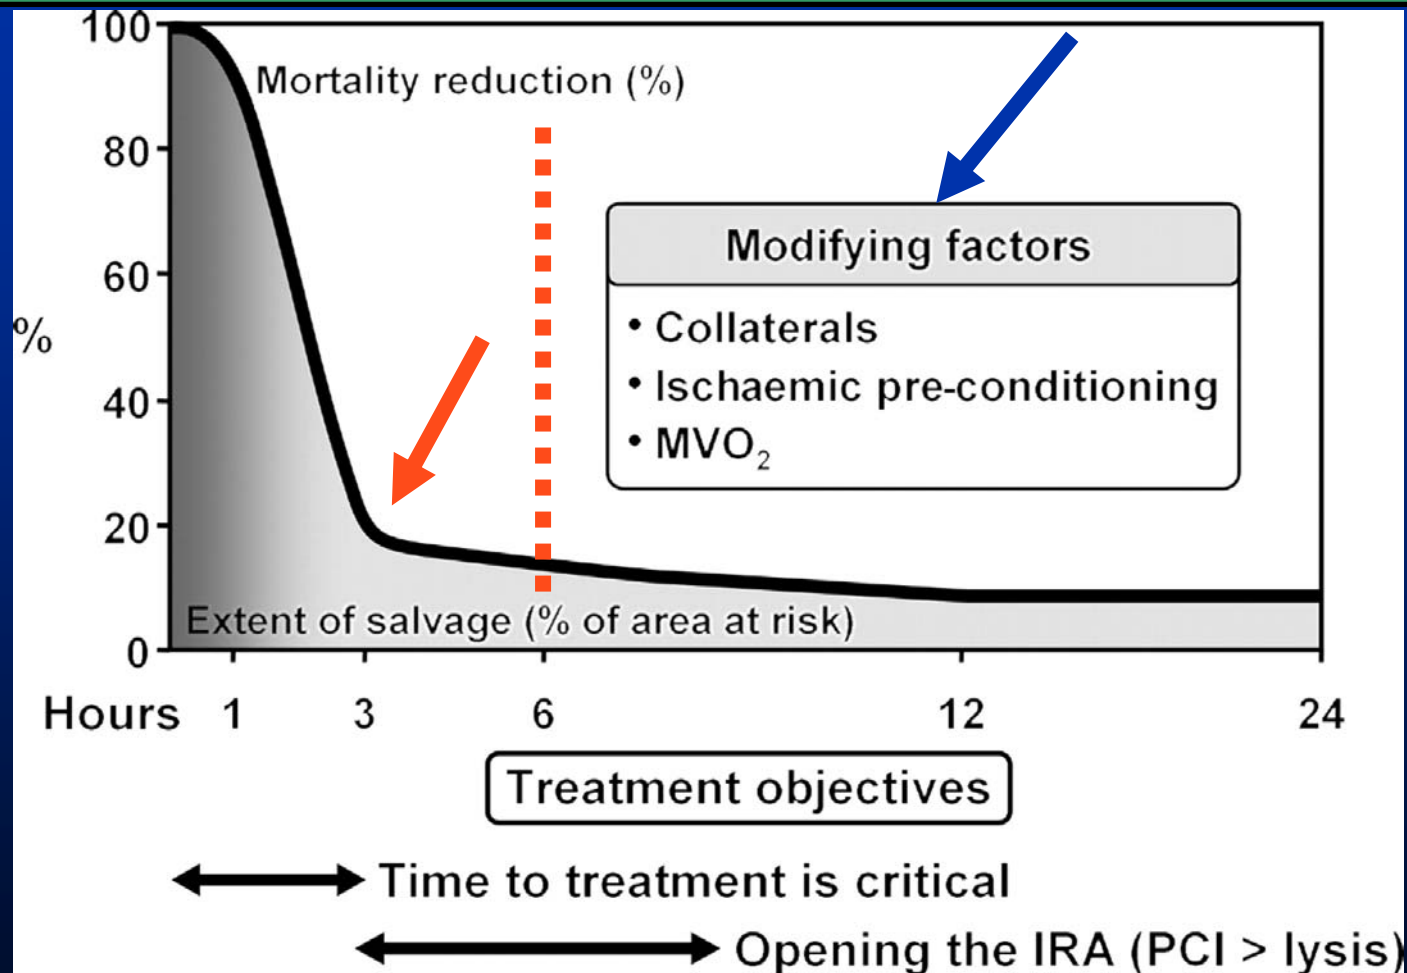 100
Mortality reduction (%)
80
Modifying factors
60
%
• Collaterals
• Ischaemic pre-conditioning
40
• MVO₂
20
Extent of salvage (% of area at risk)
0
Hours 1 3 6 12 24
Treatment objectives
Time to treatment is critical
Opening the IRA (PCI > lysis)